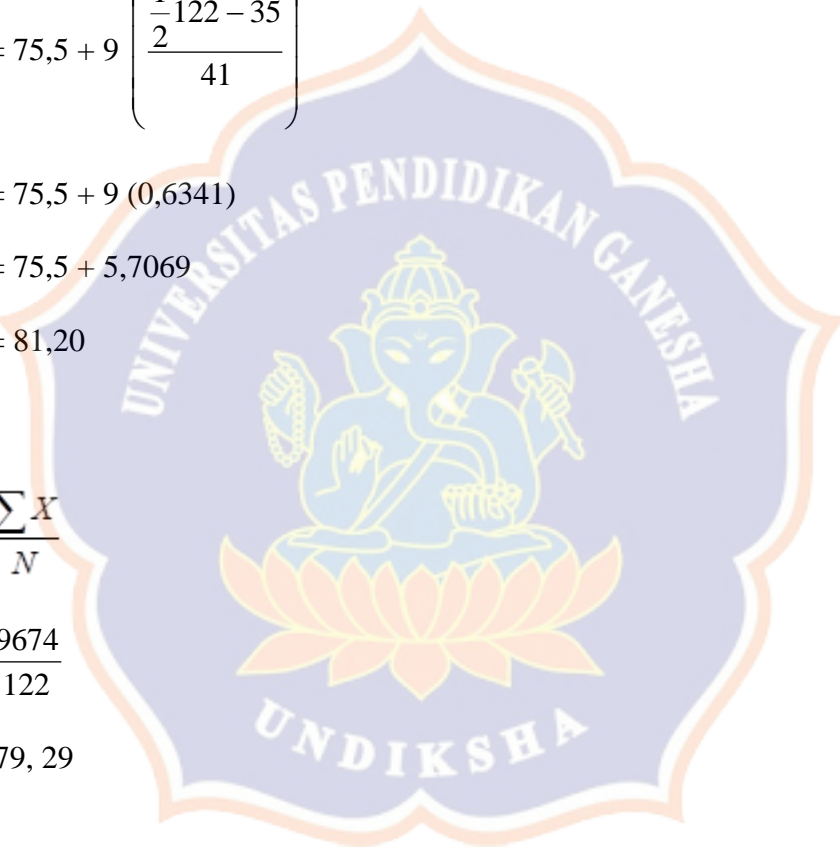 = 75,5 + 9 ( (1/2 122 – 35) / 41 )
= 75,5 + 9 (0,6341)
= 75,5 + 5,7069
= 81,20
∑X / N
9674 / 122
79, 29
UNIVERSITAS PENDIDIKAN GANESHA
UNDIKSHA